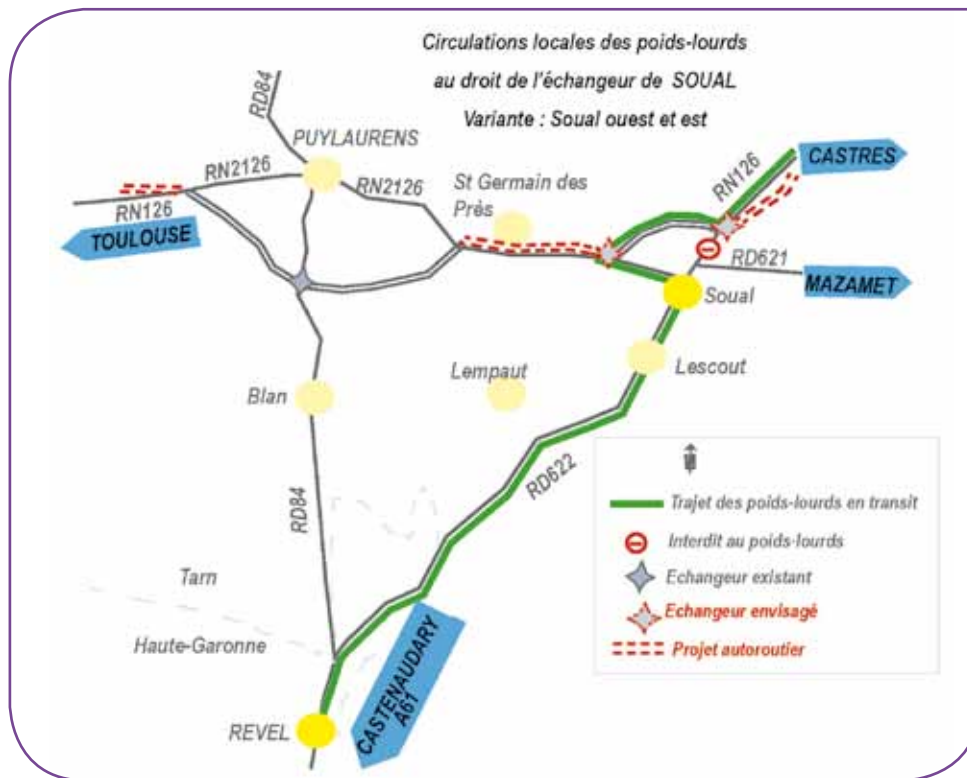 Circulations locales des poids-lourds
au droit de l'échangeur de SOUAL
Variante : Soual ouest et est
RD84
PUYLAURENS
RN2126
RN2126
RN126
TOULOUSE
St Germain des
Près
RN126
CASTRES
RD621
MAZAMET
Soual
Lescout
Lempaut
Blan
RD622
RD84
Tarn
Haute-Garonne
CASTENAUDARY
A61
REVEL
Trajet des poids-lourds en transit
Interdit au poids-lourds
Echangeur existant
Echangeur envisagé
Projet autoroutier